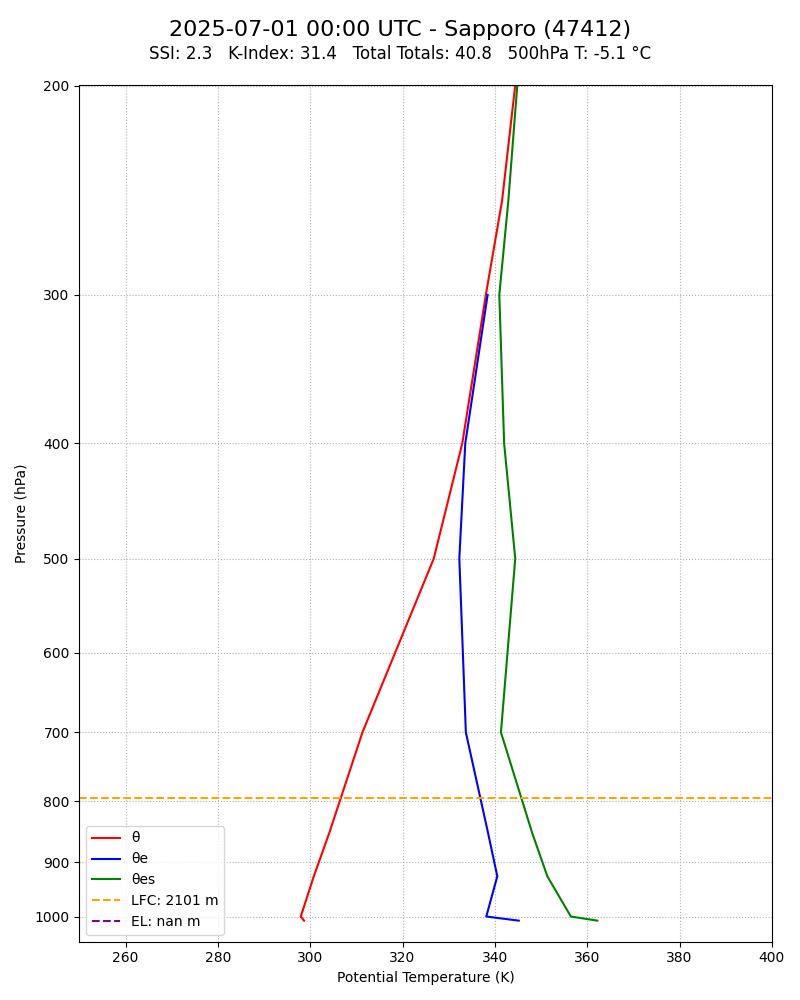 2025-07-01 00:00 UTC - Sapporo (47412)
SSI: 2.3   K-Index: 31.4   Total Totals: 40.8   500hPa T: -5.1 °C
200
300
400
500
600
700
800
900
1000
Pressure (hPa)
θ
θe
θes
LFC: 2101 m
EL: nan m
260 280 300 320 340 360 380 400
Potential Temperature (K)